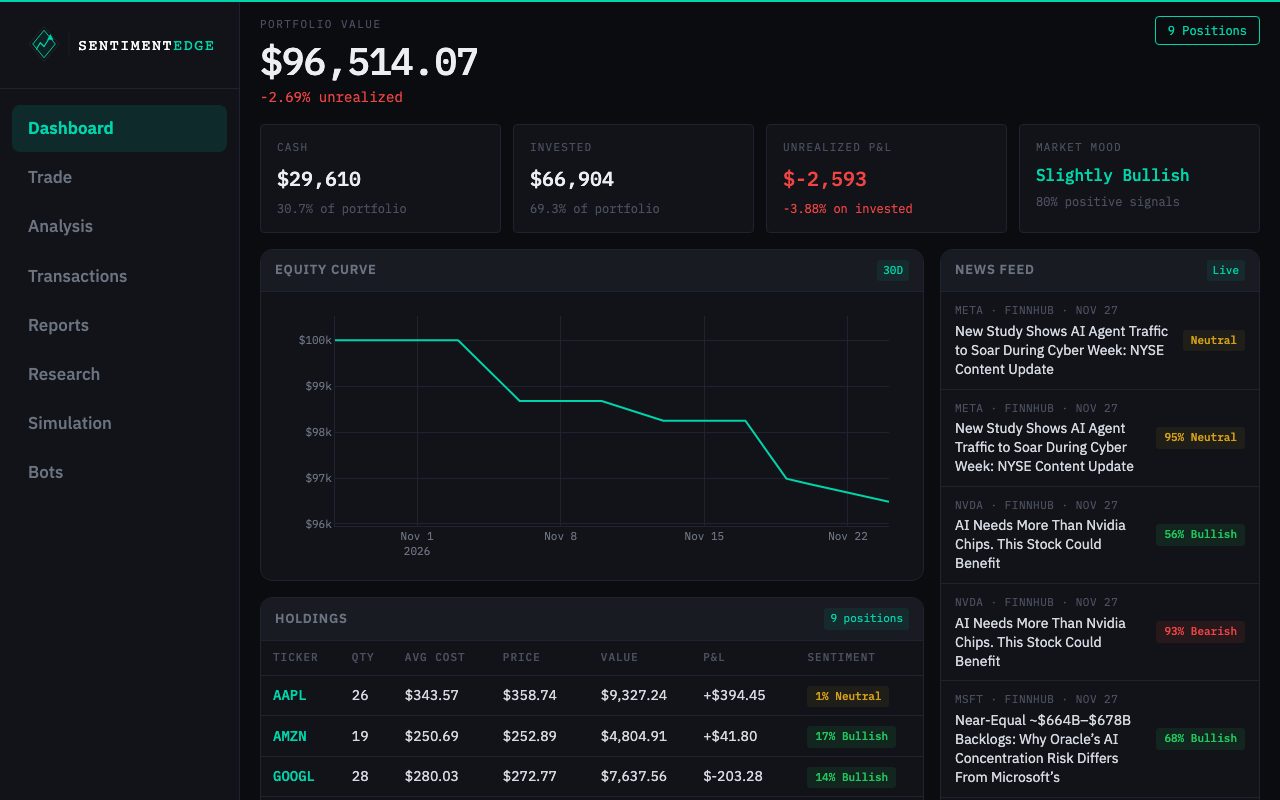 SENTIMENTEDGE
Dashboard
Trade
Analysis
Transactions
Reports
Research
Simulation
Bots
PORTFOLIO VALUE
$96,514.07
-2.69% unrealized
9 Positions
CASH
$29,610
30.7% of portfolio
INVESTED
$66,904
69.3% of portfolio
UNREALIZED P&L
$-2,593
-3.88% on invested
MARKET MOOD
Slightly Bullish
80% positive signals
EQUITY CURVE
30D
$100k
$99k
$98k
$97k
$96k
Nov 1 Nov 8 Nov 15 Nov 22
2026
HOLDINGS
9 positions
TICKER QTY AVG COST PRICE VALUE P&L SENTIMENT
AAPL 26 $343.57 $358.74 $9,327.24 +$394.45 1% Neutral
AMZN 19 $250.69 $252.89 $4,804.91 +$41.80 17% Bullish
GOOGL 28 $280.03 $272.77 $7,637.56 $-203.28 14% Bullish
NEWS FEED
Live
META · FINNHUB · NOV 27
New Study Shows AI Agent Traffic
to Soar During Cyber Week: NYSE
Content Update
Neutral
META · FINNHUB · NOV 27
New Study Shows AI Agent
Traffic to Soar During Cyber
Week: NYSE Content Update
95% Neutral
NVDA · FINNHUB · NOV 27
AI Needs More Than Nvidia
Chips. This Stock Could
Benefit
56% Bullish
NVDA · FINNHUB · NOV 27
AI Needs More Than Nvidia
Chips. This Stock Could
Benefit
93% Bearish
MSFT · FINNHUB · NOV 27
Near-Equal ~$664B–$678B
Backlogs: Why Oracle’s AI
Concentration Risk Differs
From Microsoft’s
68% Bullish